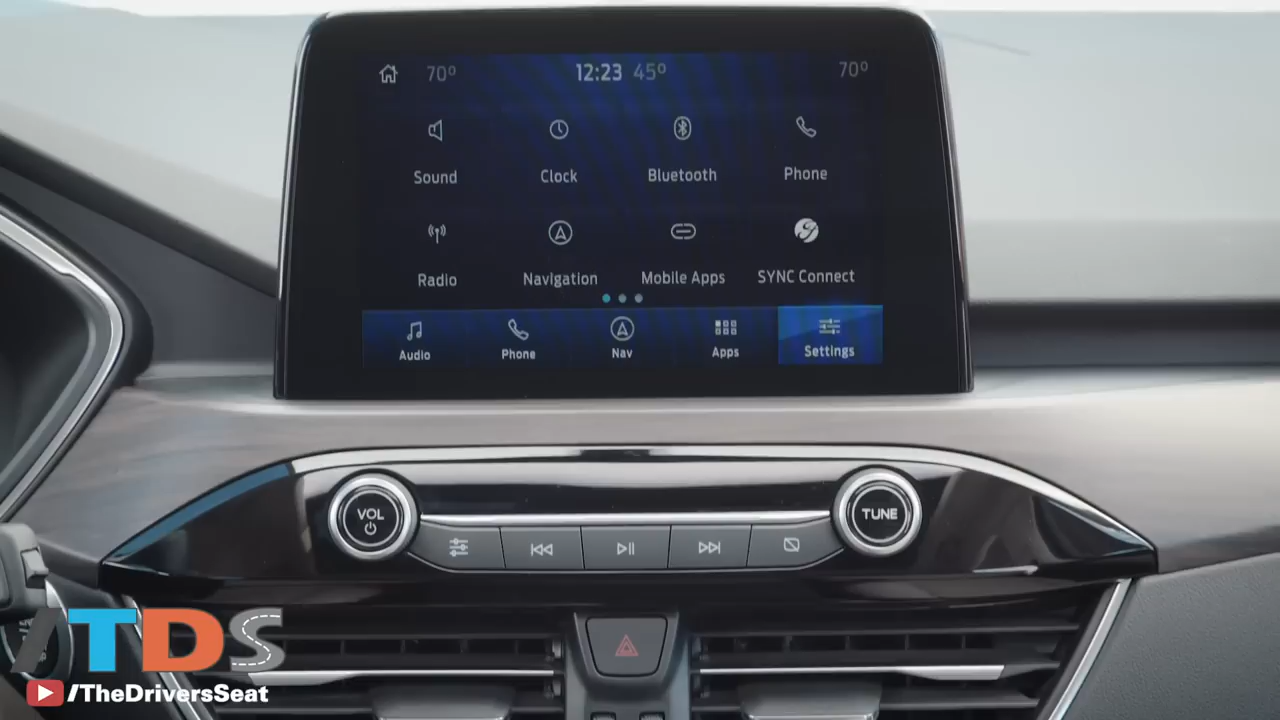 70° 12:23 45° 70°
Sound Clock Bluetooth Phone
Radio Navigation Mobile Apps SYNC Connect
Audio Phone Nav Apps Settings
VOL TUNE
TDS
/TheDriversSeat